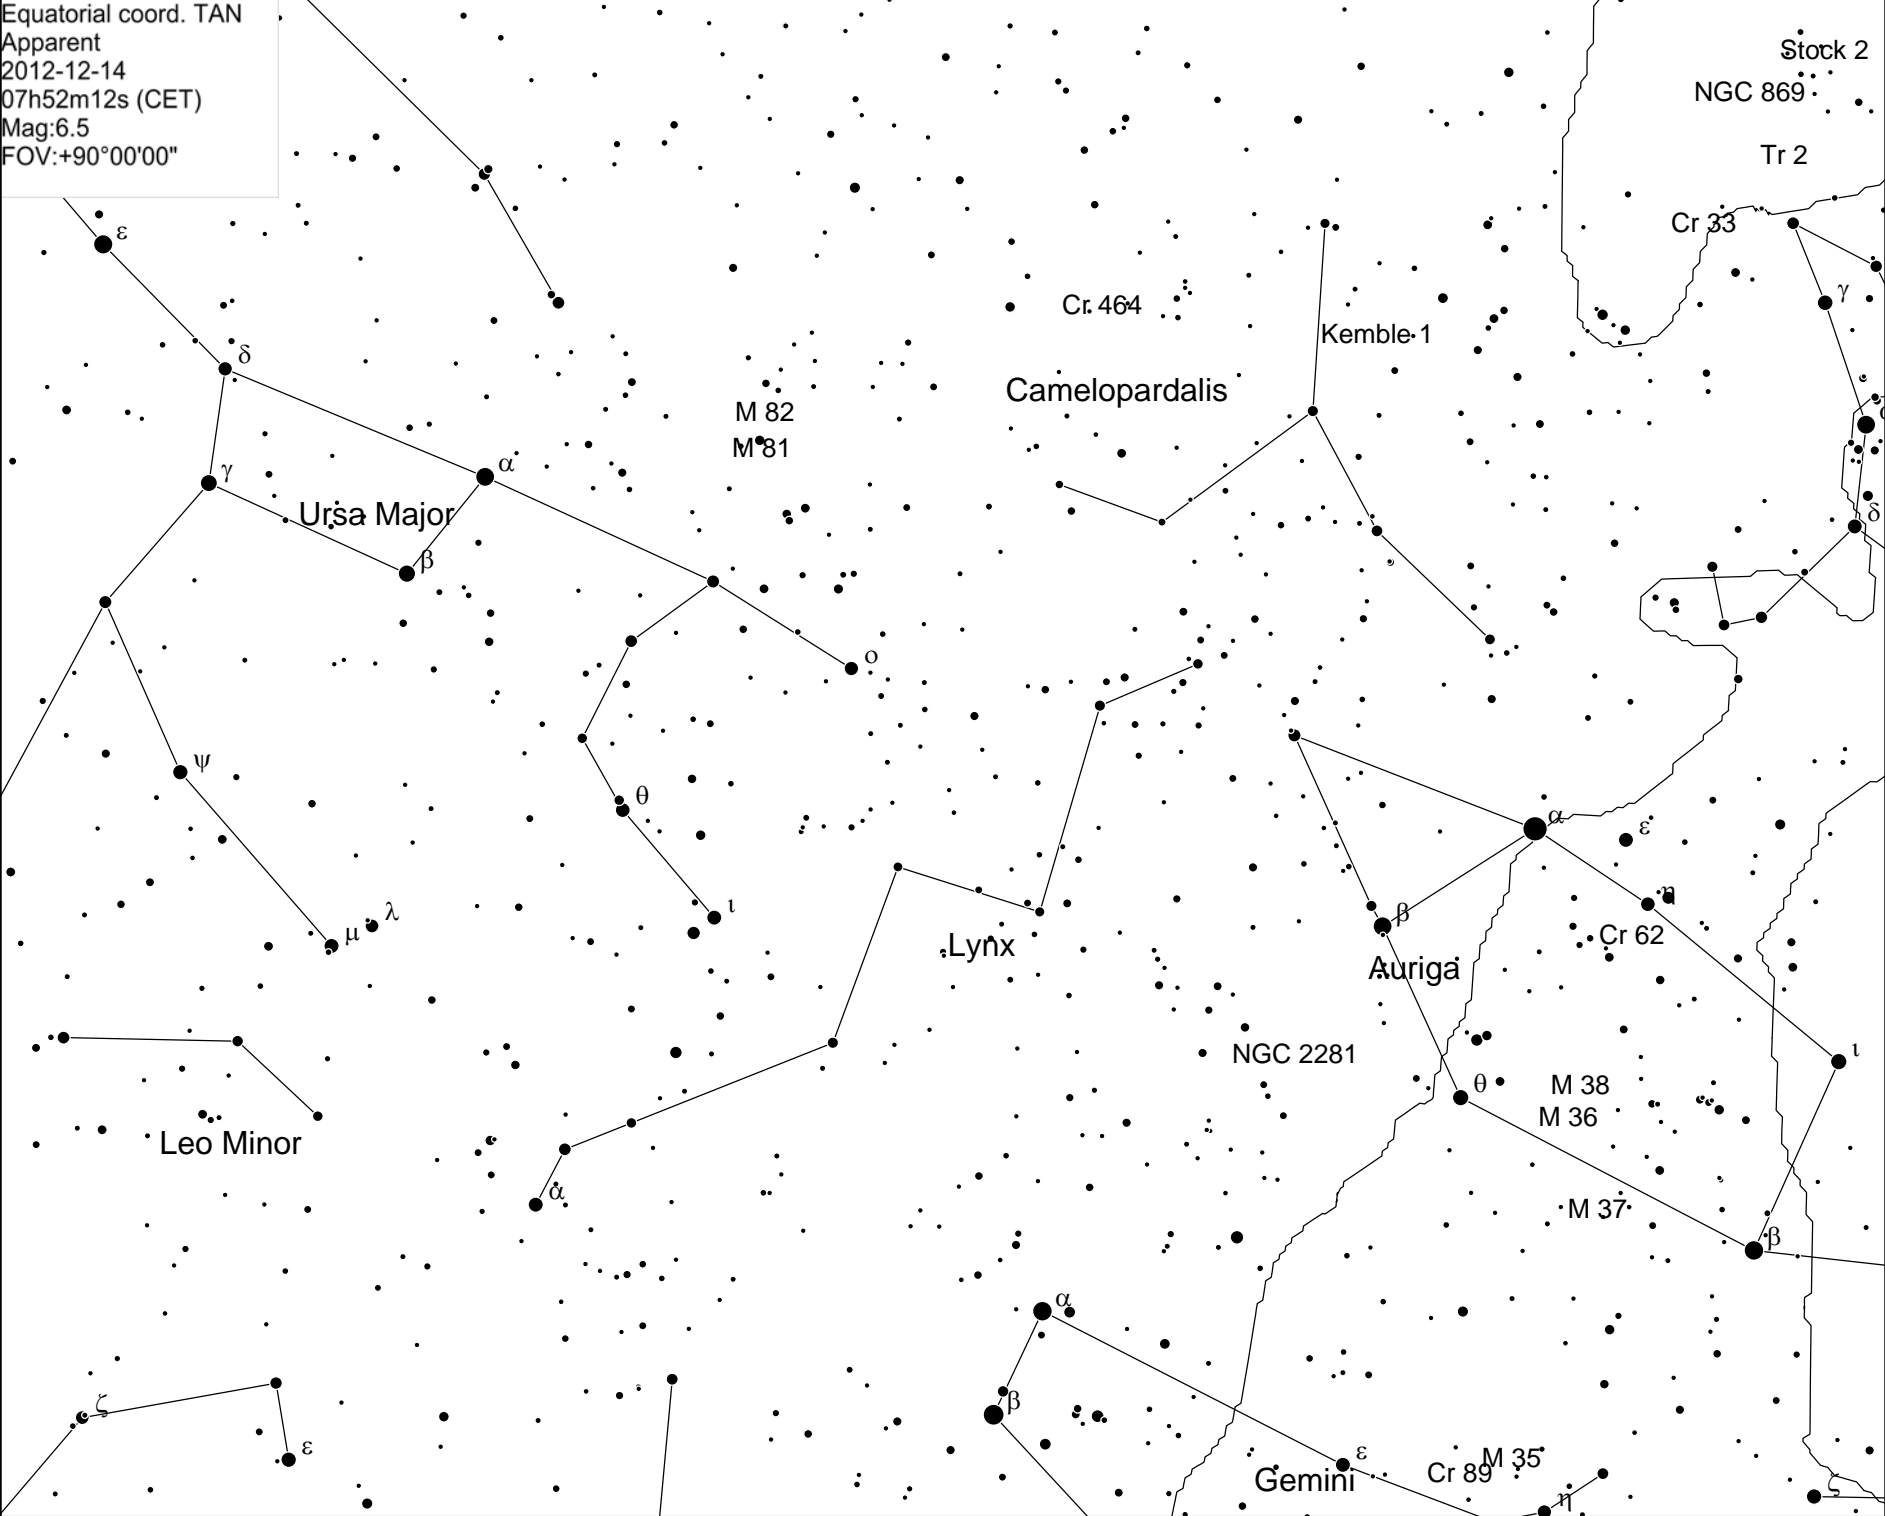 Equatorial coord. TAN
Apparent
2012-12-14
07h52m12s (CET)
Mag:6.5
FOV:+90°00'00"
Stock 2
NGC 869
Tr 2
Cr 33
ε
γ
Cr 464
Kemble 1
δ
Camelopardalis
M 82
M 81
α
γ
Ursa Major
δ
β
ο
ψ
θ
α
ε
η
λ
ι
β
μ
Cr 62
Lynx
Auriga
NGC 2281
ι
θ
M 38
M 36
Leo Minor
α
M 37
β
α
ζ
β
ε
ε
M 35
Cr 89
Gemini
ζ
η